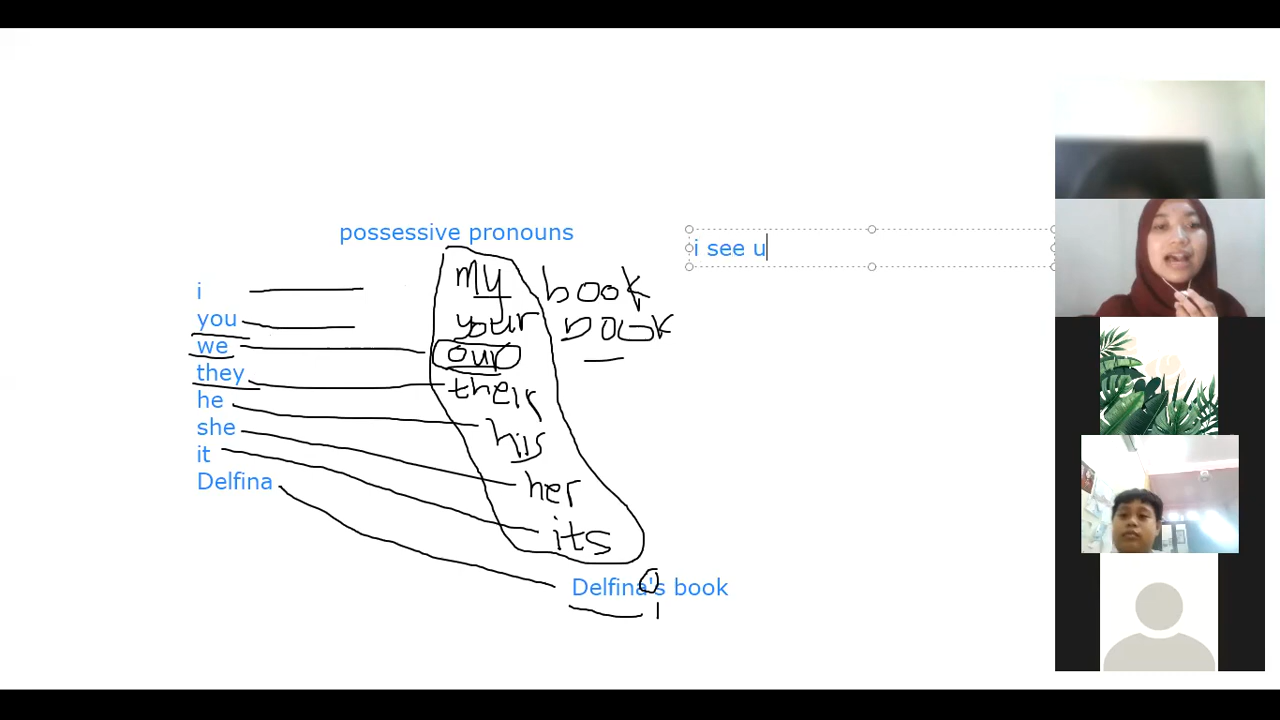 possessive pronouns
i
you
we
they
he
she
it
Delfina
my book
your book
our
their
his
her
its
Delfina's book
i see u